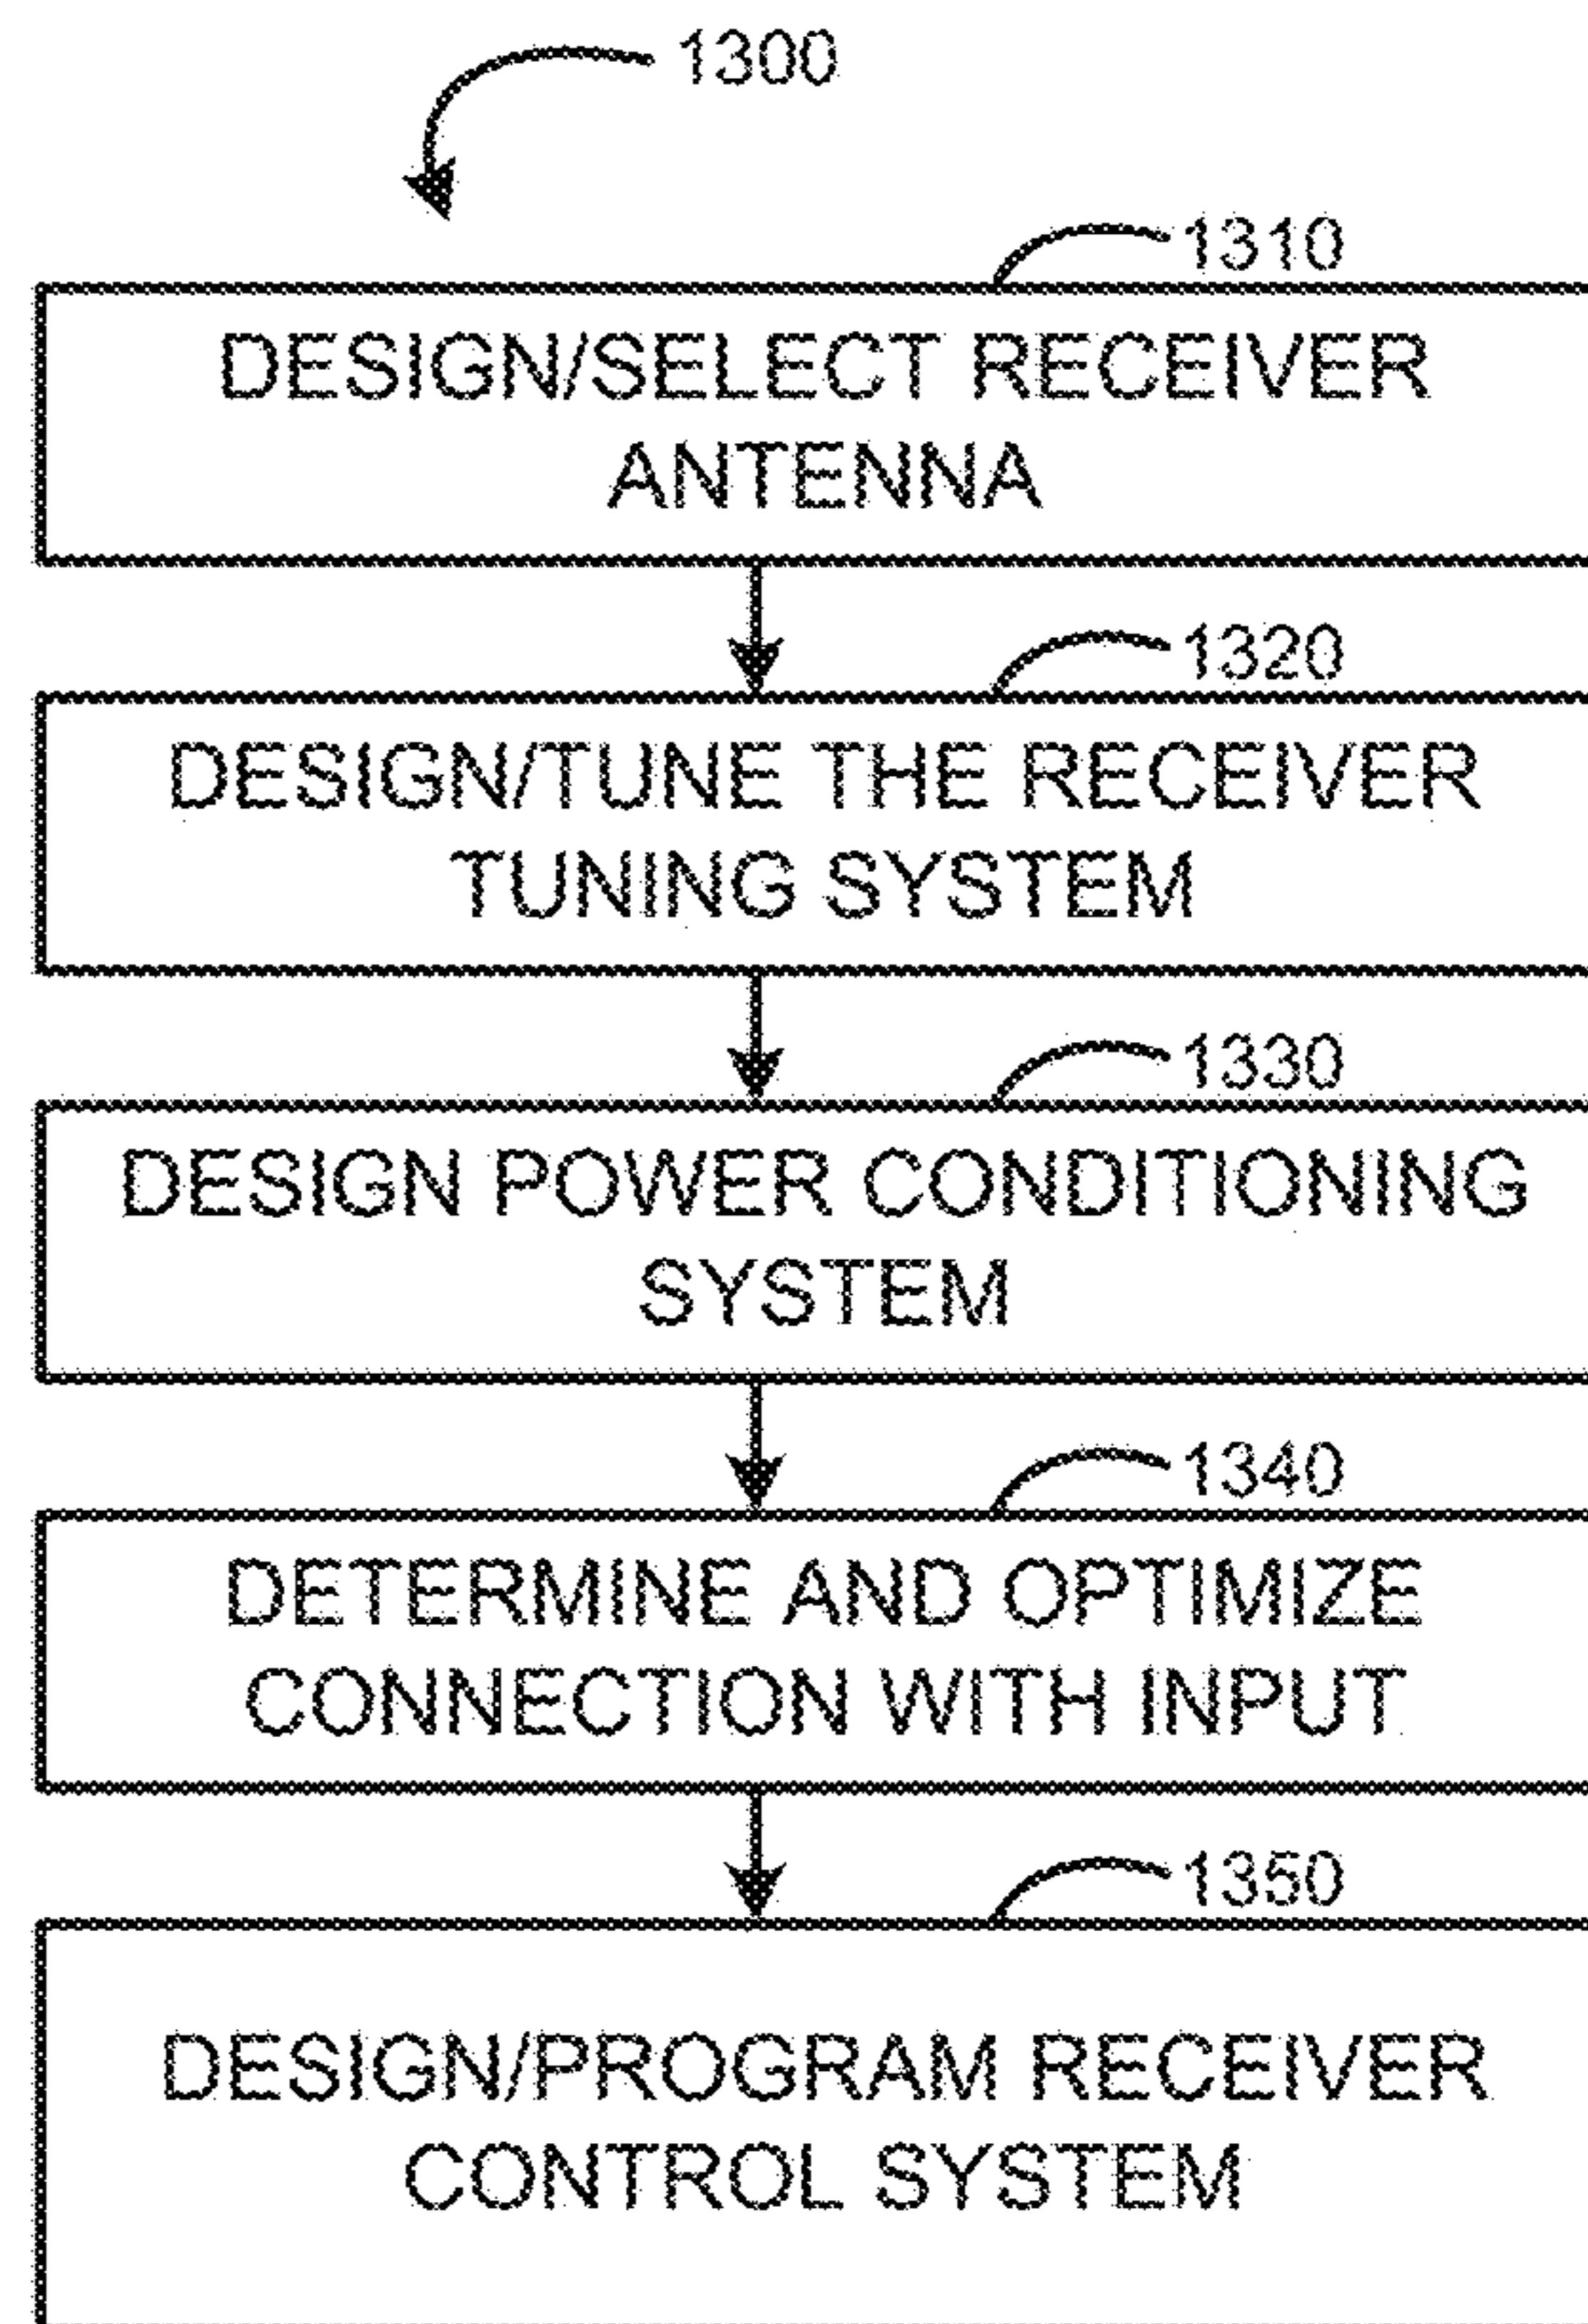 1300
1310
DESIGN/SELECT RECEIVER
ANTENNA
1320
DESIGN/TUNE THE RECEIVER
TUNING SYSTEM
1330
DESIGN POWER CONDITIONING
SYSTEM
1340
DETERMINE AND OPTIMIZE
CONNECTION WITH INPUT
1350
DESIGN/PROGRAM RECEIVER
CONTROL SYSTEM